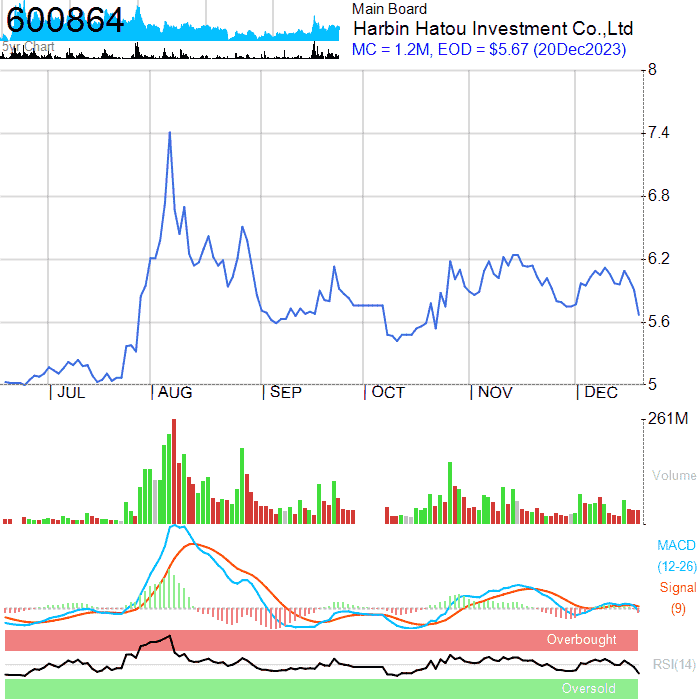 600864
5yr Chart
Main Board
Harbin Hatou Investment Co.,Ltd
MC = 1.2M, EOD = $5.67 (20Dec2023)
8
7.4
6.8
6.2
5.6
5
JUL AUG SEP OCT NOV DEC
261M
Volume
MACD
(12-26)
Signal
(9)
Overbought
RSI(14)
Oversold